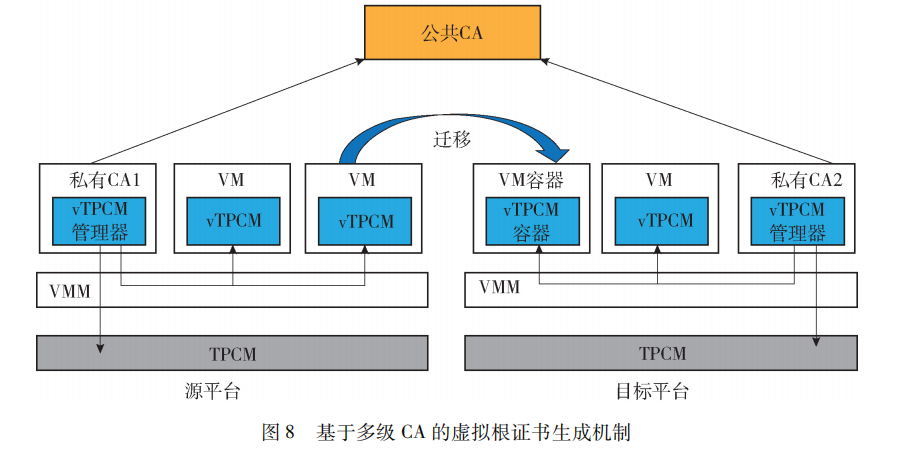 公共CA
迁移
私有CA1
VM
VM
VM容器
VM
私有CA2
vTPCM
管理器
vTPCM
vTPCM
vTPCM
容器
vTPCM
vTPCM
管理器
VMM
VMM
TPCM
TPCM
源平台
目标平台
图8 基于多级CA的虚拟根证书生成机制